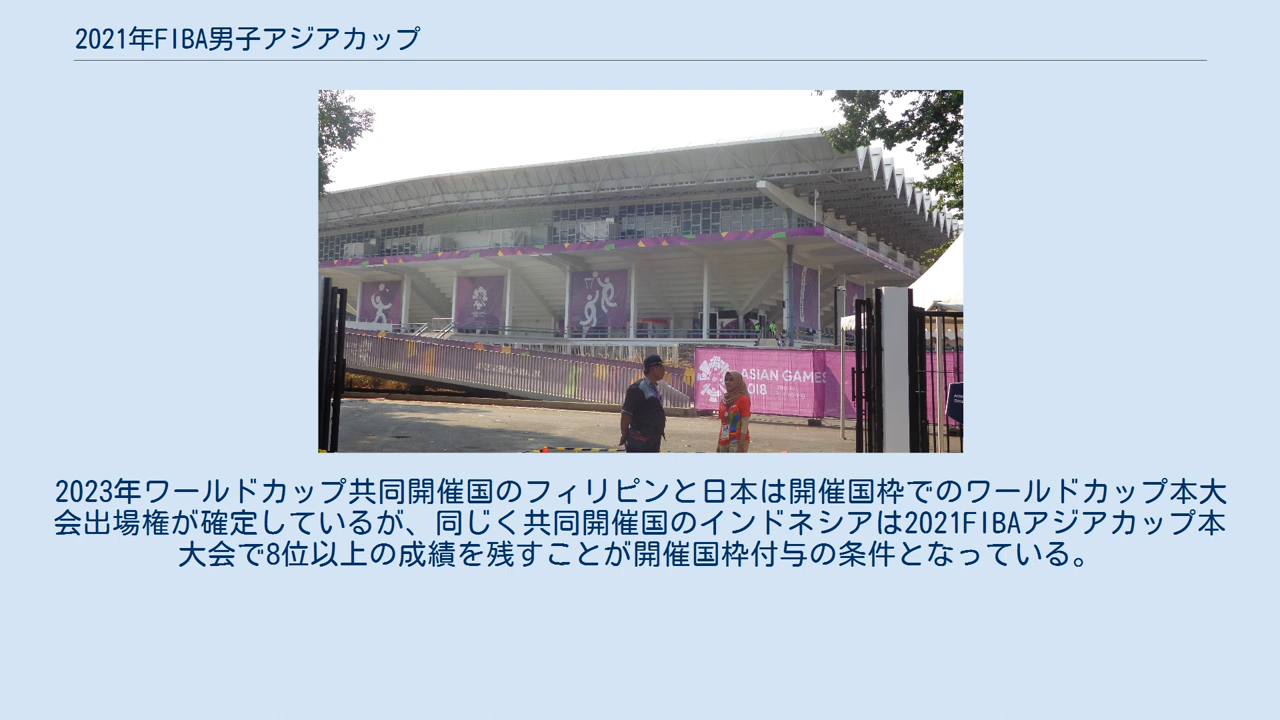 2021年FIBA男子アジアカップ
ASIAN GAMES
2018
2023年ワールドカップ共同開催国のフィリピンと日本は開催国枠でのワールドカップ本大
会出場権が確定しているが、同じく共同開催国のインドネシアは2021FIBAアジアカップ本
大会で8位以上の成績を残すことが開催国枠付与の条件となっている。